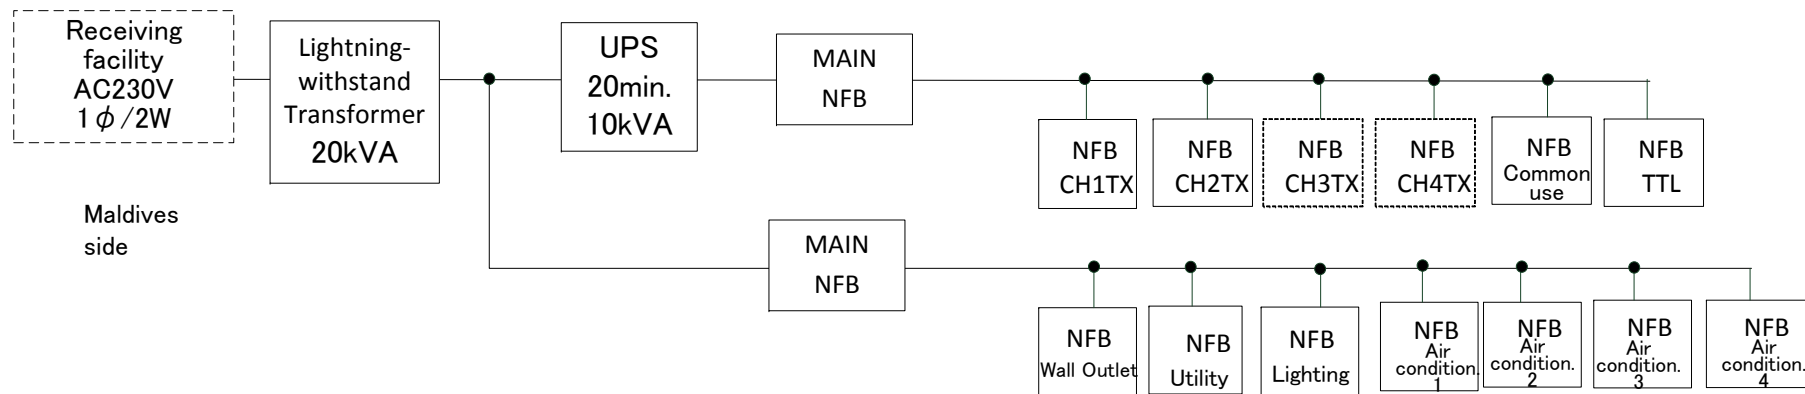 Receiving
facility
AC230V
1φ/2W
Lightning-
withstand
Transformer
20kVA
UPS
20min.
10kVA
MAIN
NFB
NFB
CH1TX
NFB
CH2TX
NFB
CH3TX
NFB
CH4TX
NFB
Common
use
NFB
TTL
Maldives
side
MAIN
NFB
NFB
Wall Outlet
NFB
Utility
NFB
Lighting
NFB
Air
condition.
1
NFB
Air
condition.
2
NFB
Air
condition.
3
NFB
Air
condition.
4